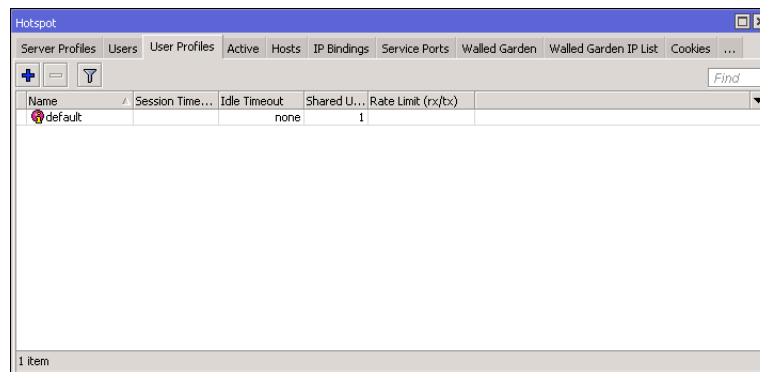 Hotspot
Server Profiles Users User Profiles Active Hosts IP Bindings Service Ports Walled Garden Walled Garden IP List Cookies ...
Find
Name Session Time... Idle Timeout Shared U... Rate Limit (rx/tx)
default none 1
1 item